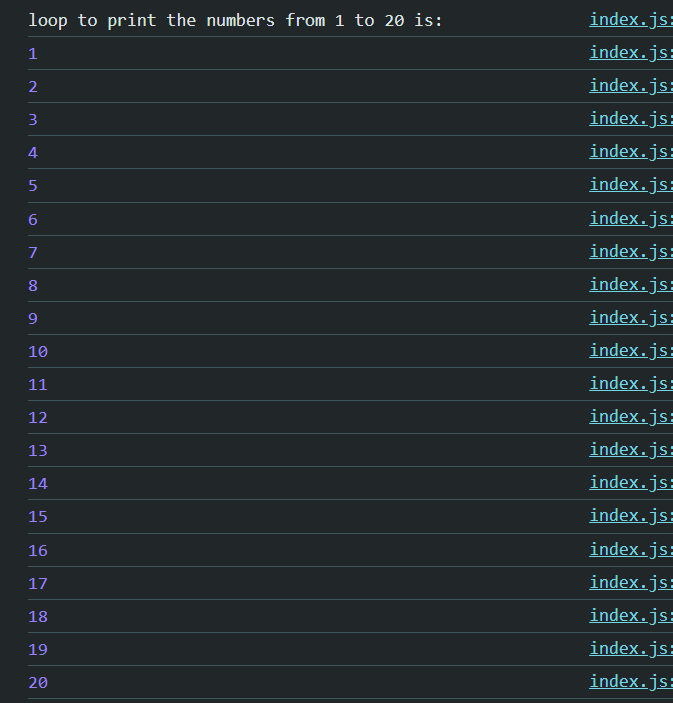 loop to print the numbers from 1 to 20 is: index.js:
1 index.js:
2 index.js:
3 index.js:
4 index.js:
5 index.js:
6 index.js:
7 index.js:
8 index.js:
9 index.js:
10 index.js:
11 index.js:
12 index.js:
13 index.js:
14 index.js:
15 index.js:
16 index.js:
17 index.js:
18 index.js:
19 index.js:
20 index.js: